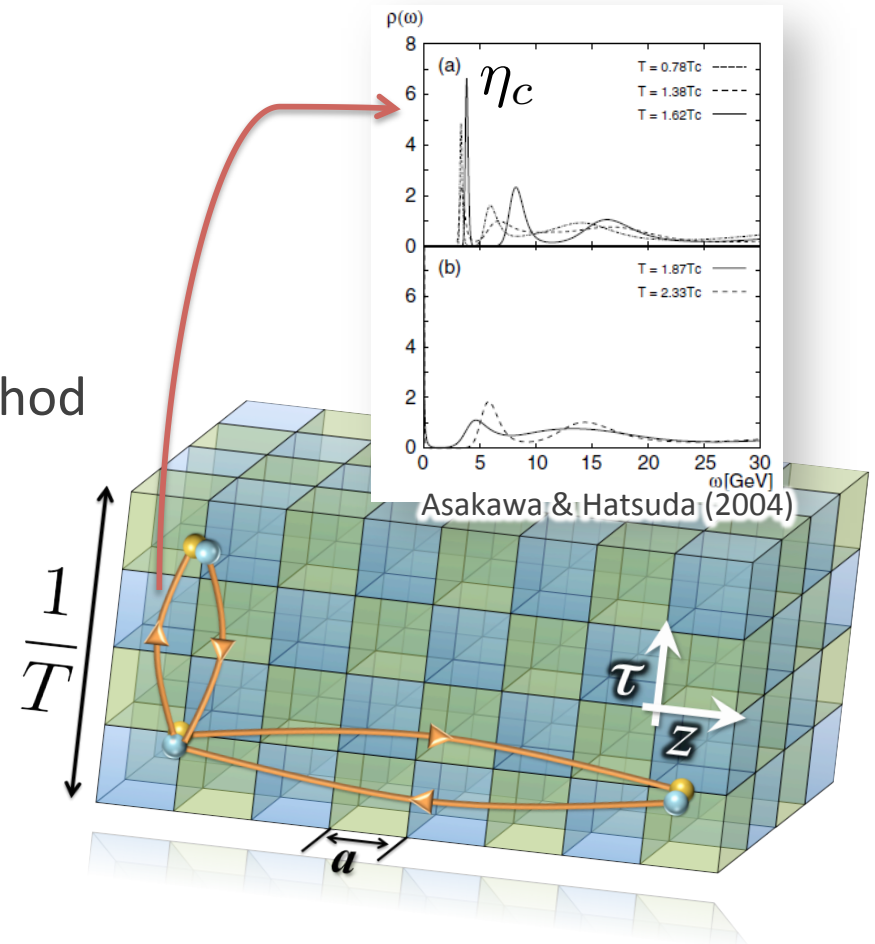 ρ(ω)
8
(a)
η_c
T = 0.78Tc
T = 1.38Tc
T = 1.62Tc
6
4
2
0
(b)
T = 1.87Tc
T = 2.33Tc
6
4
2
0
0 5 10 15 20 25 30
ω[GeV]
Asakawa & Hatsuda (2004)
hod
1
T
τ
z
a